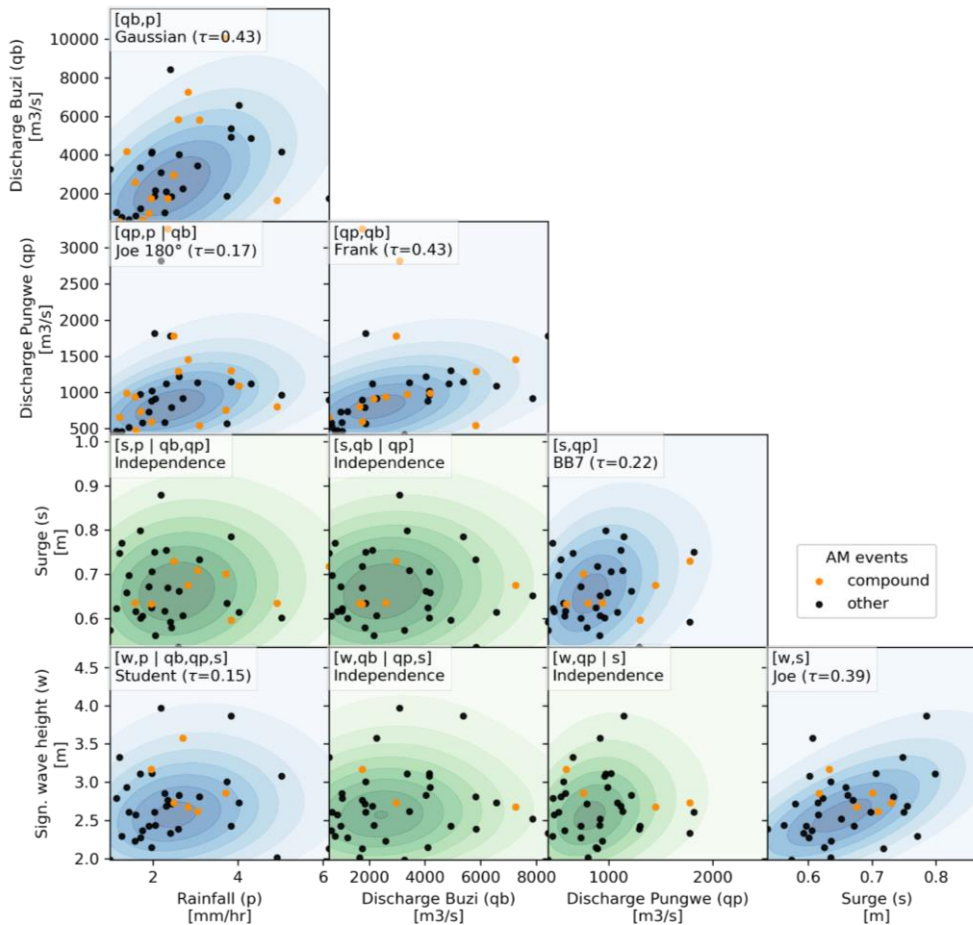 [qb,p]
Gaussian (τ=0.43)
10000
8000
6000
4000
2000
Discharge Buzi (qb)
[m3/s]
[qp,p | qb]
Joe 180° (τ=0.17)
[qp,qb]
Frank (τ=0.43)
3000
2500
2000
1500
1000
500
Discharge Pungwe (qp)
[m3/s]
[s,p | qb,qp]
Independence
[s,qb | qp]
Independence
[s,qp]
BB7 (τ=0.22)
1.0
0.9
0.8
0.7
0.6
Surge (s)
[m]
AM events
compound
other
[w,p | qb,qp,s]
Student (τ=0.15)
[w,qb | qp,s]
Independence
[w,qp | s]
Independence
[w,s]
Joe (τ=0.39)
4.5
4.0
3.5
3.0
2.5
2.0
Sign. wave height (w)
[m]
2 4 6
2000 4000 6000 8000
1000 2000
0.6 0.7 0.8
Rainfall (p)
[mm/hr]
Discharge Buzi (qb)
[m3/s]
Discharge Pungwe (qp)
[m3/s]
Surge (s)
[m]